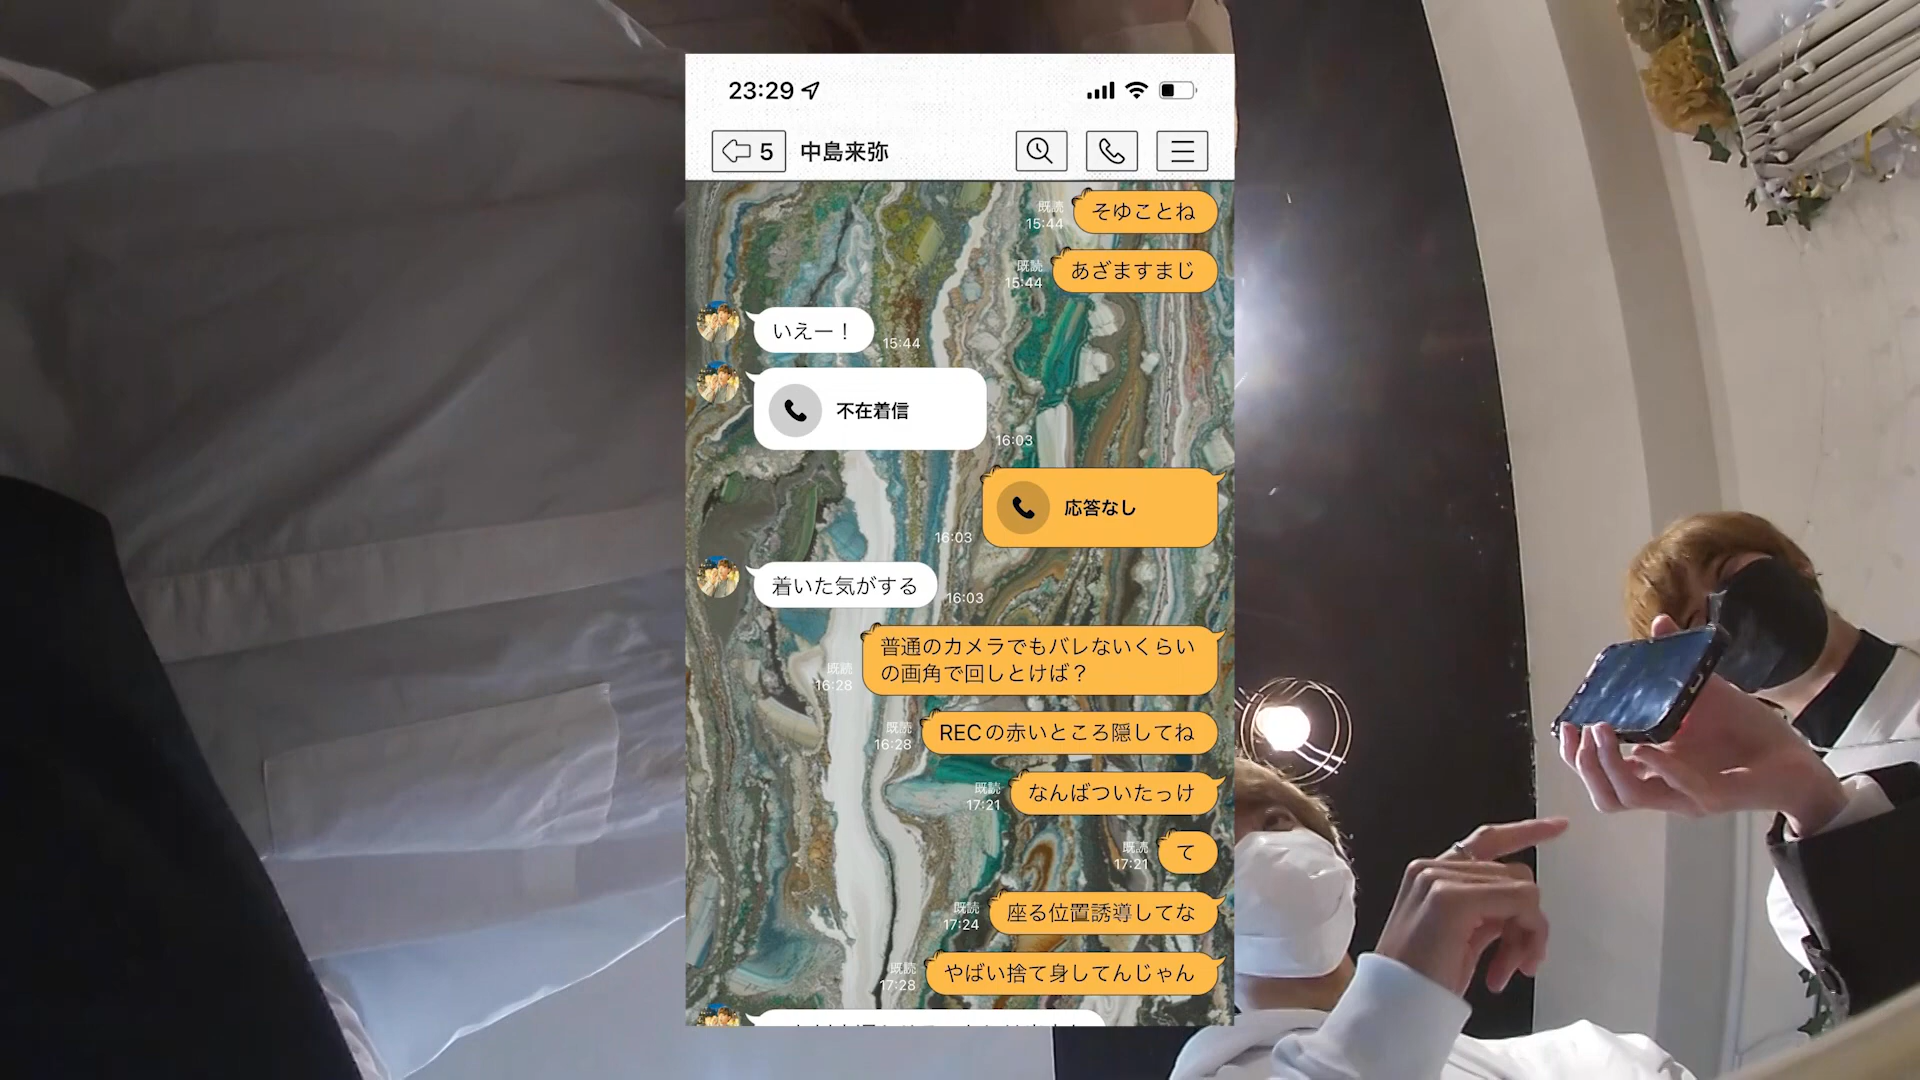 23:29
5 中島来弥
既読
15:44
そゆことね
既読
15:44
あざますまじ
いえー！
15:44
不在着信
16:03
応答なし
16:03
着いた気がする
16:03
普通のカメラでもバレないくらい
の画角で回しとけば？
既読
16:28
RECの赤いところ隠してね
既読
16:28
なんばついたっけ
既読
17:21
て
既読
17:21
座る位置誘導してな
既読
17:24
やばい捨て身してんじゃん
既読
17:28